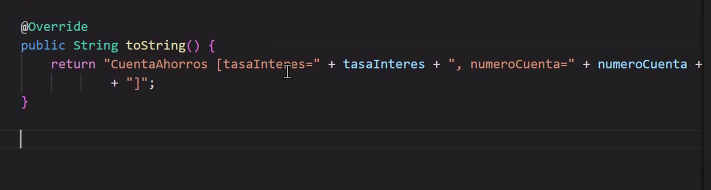 @Override
public String toString() {
return "CuentaAhorros [tasaInteres=" + tasaInteres + ", numeroCuenta=" + numeroCuenta +
+ "]";
}